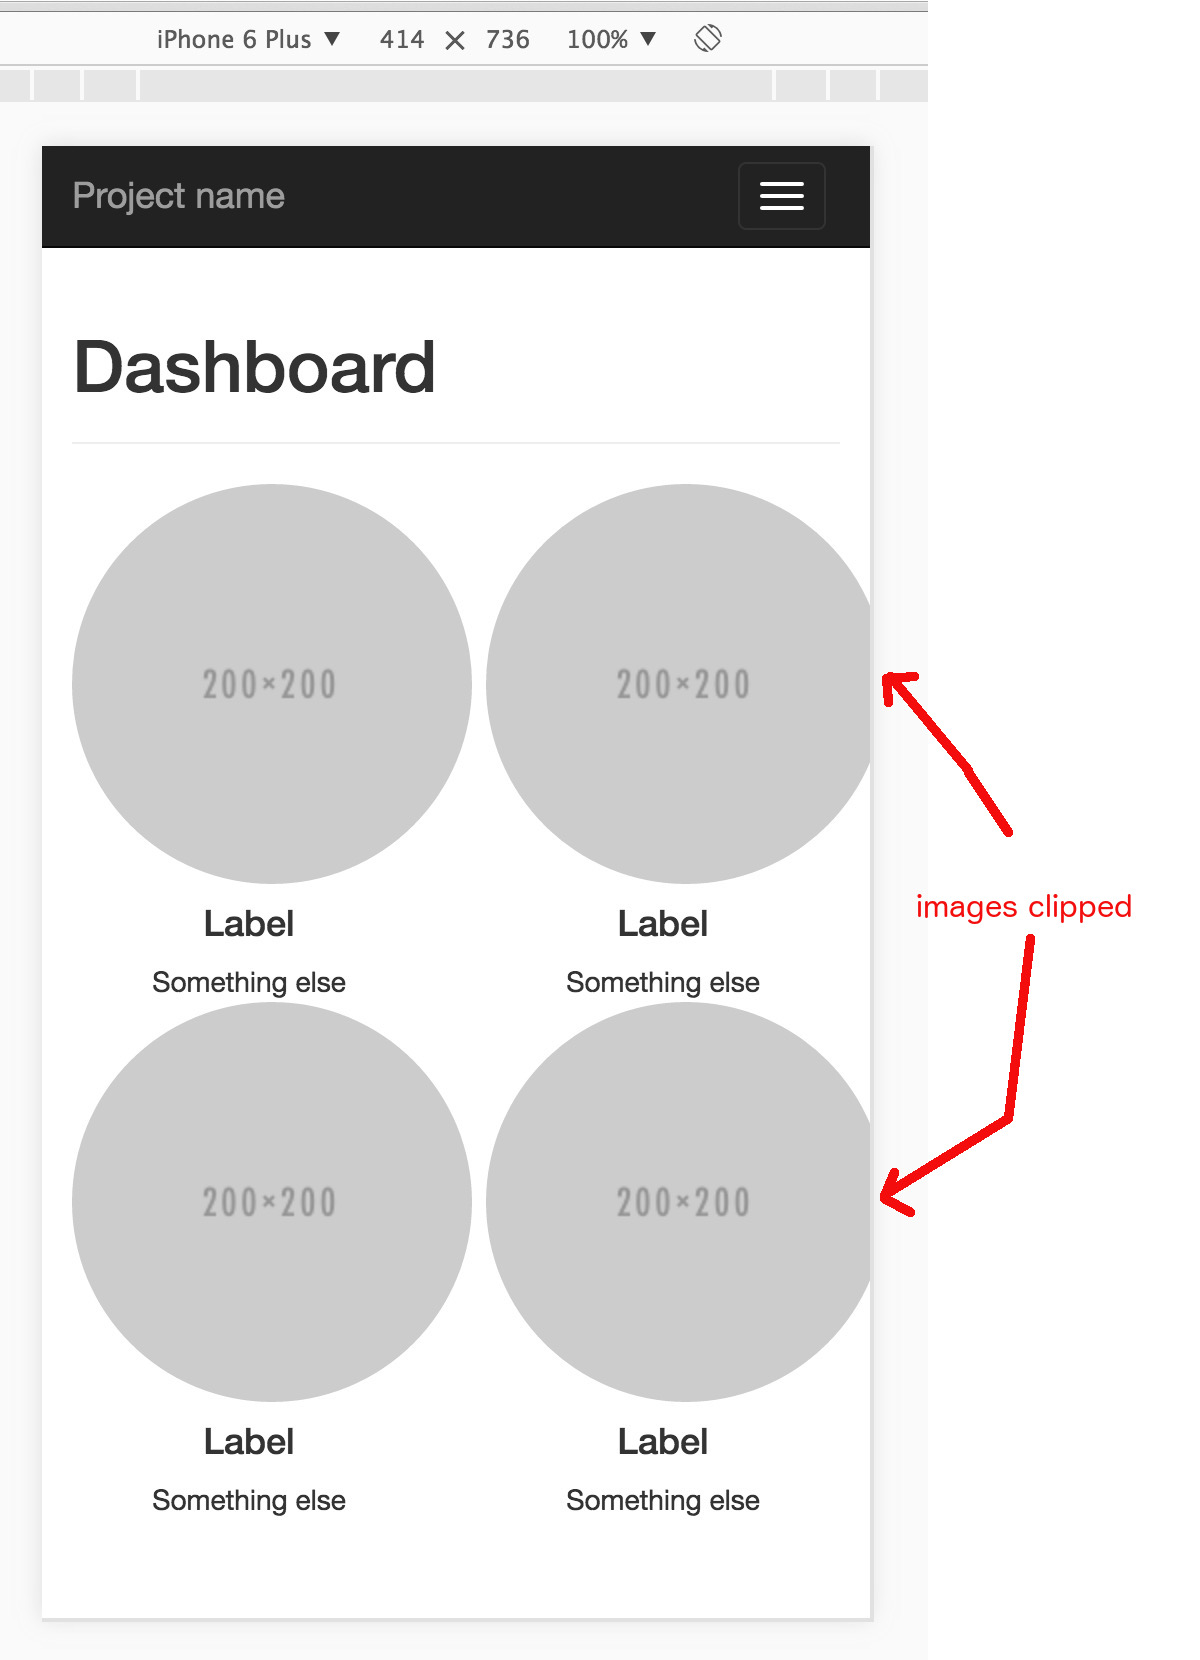 iPhone 6 Plus ▼ 414 × 736 100% ▼
Project name
Dashboard
200×200 200×200
Label Label
images clipped
Something else Something else
200×200 200×200
Label Label
Something else Something else